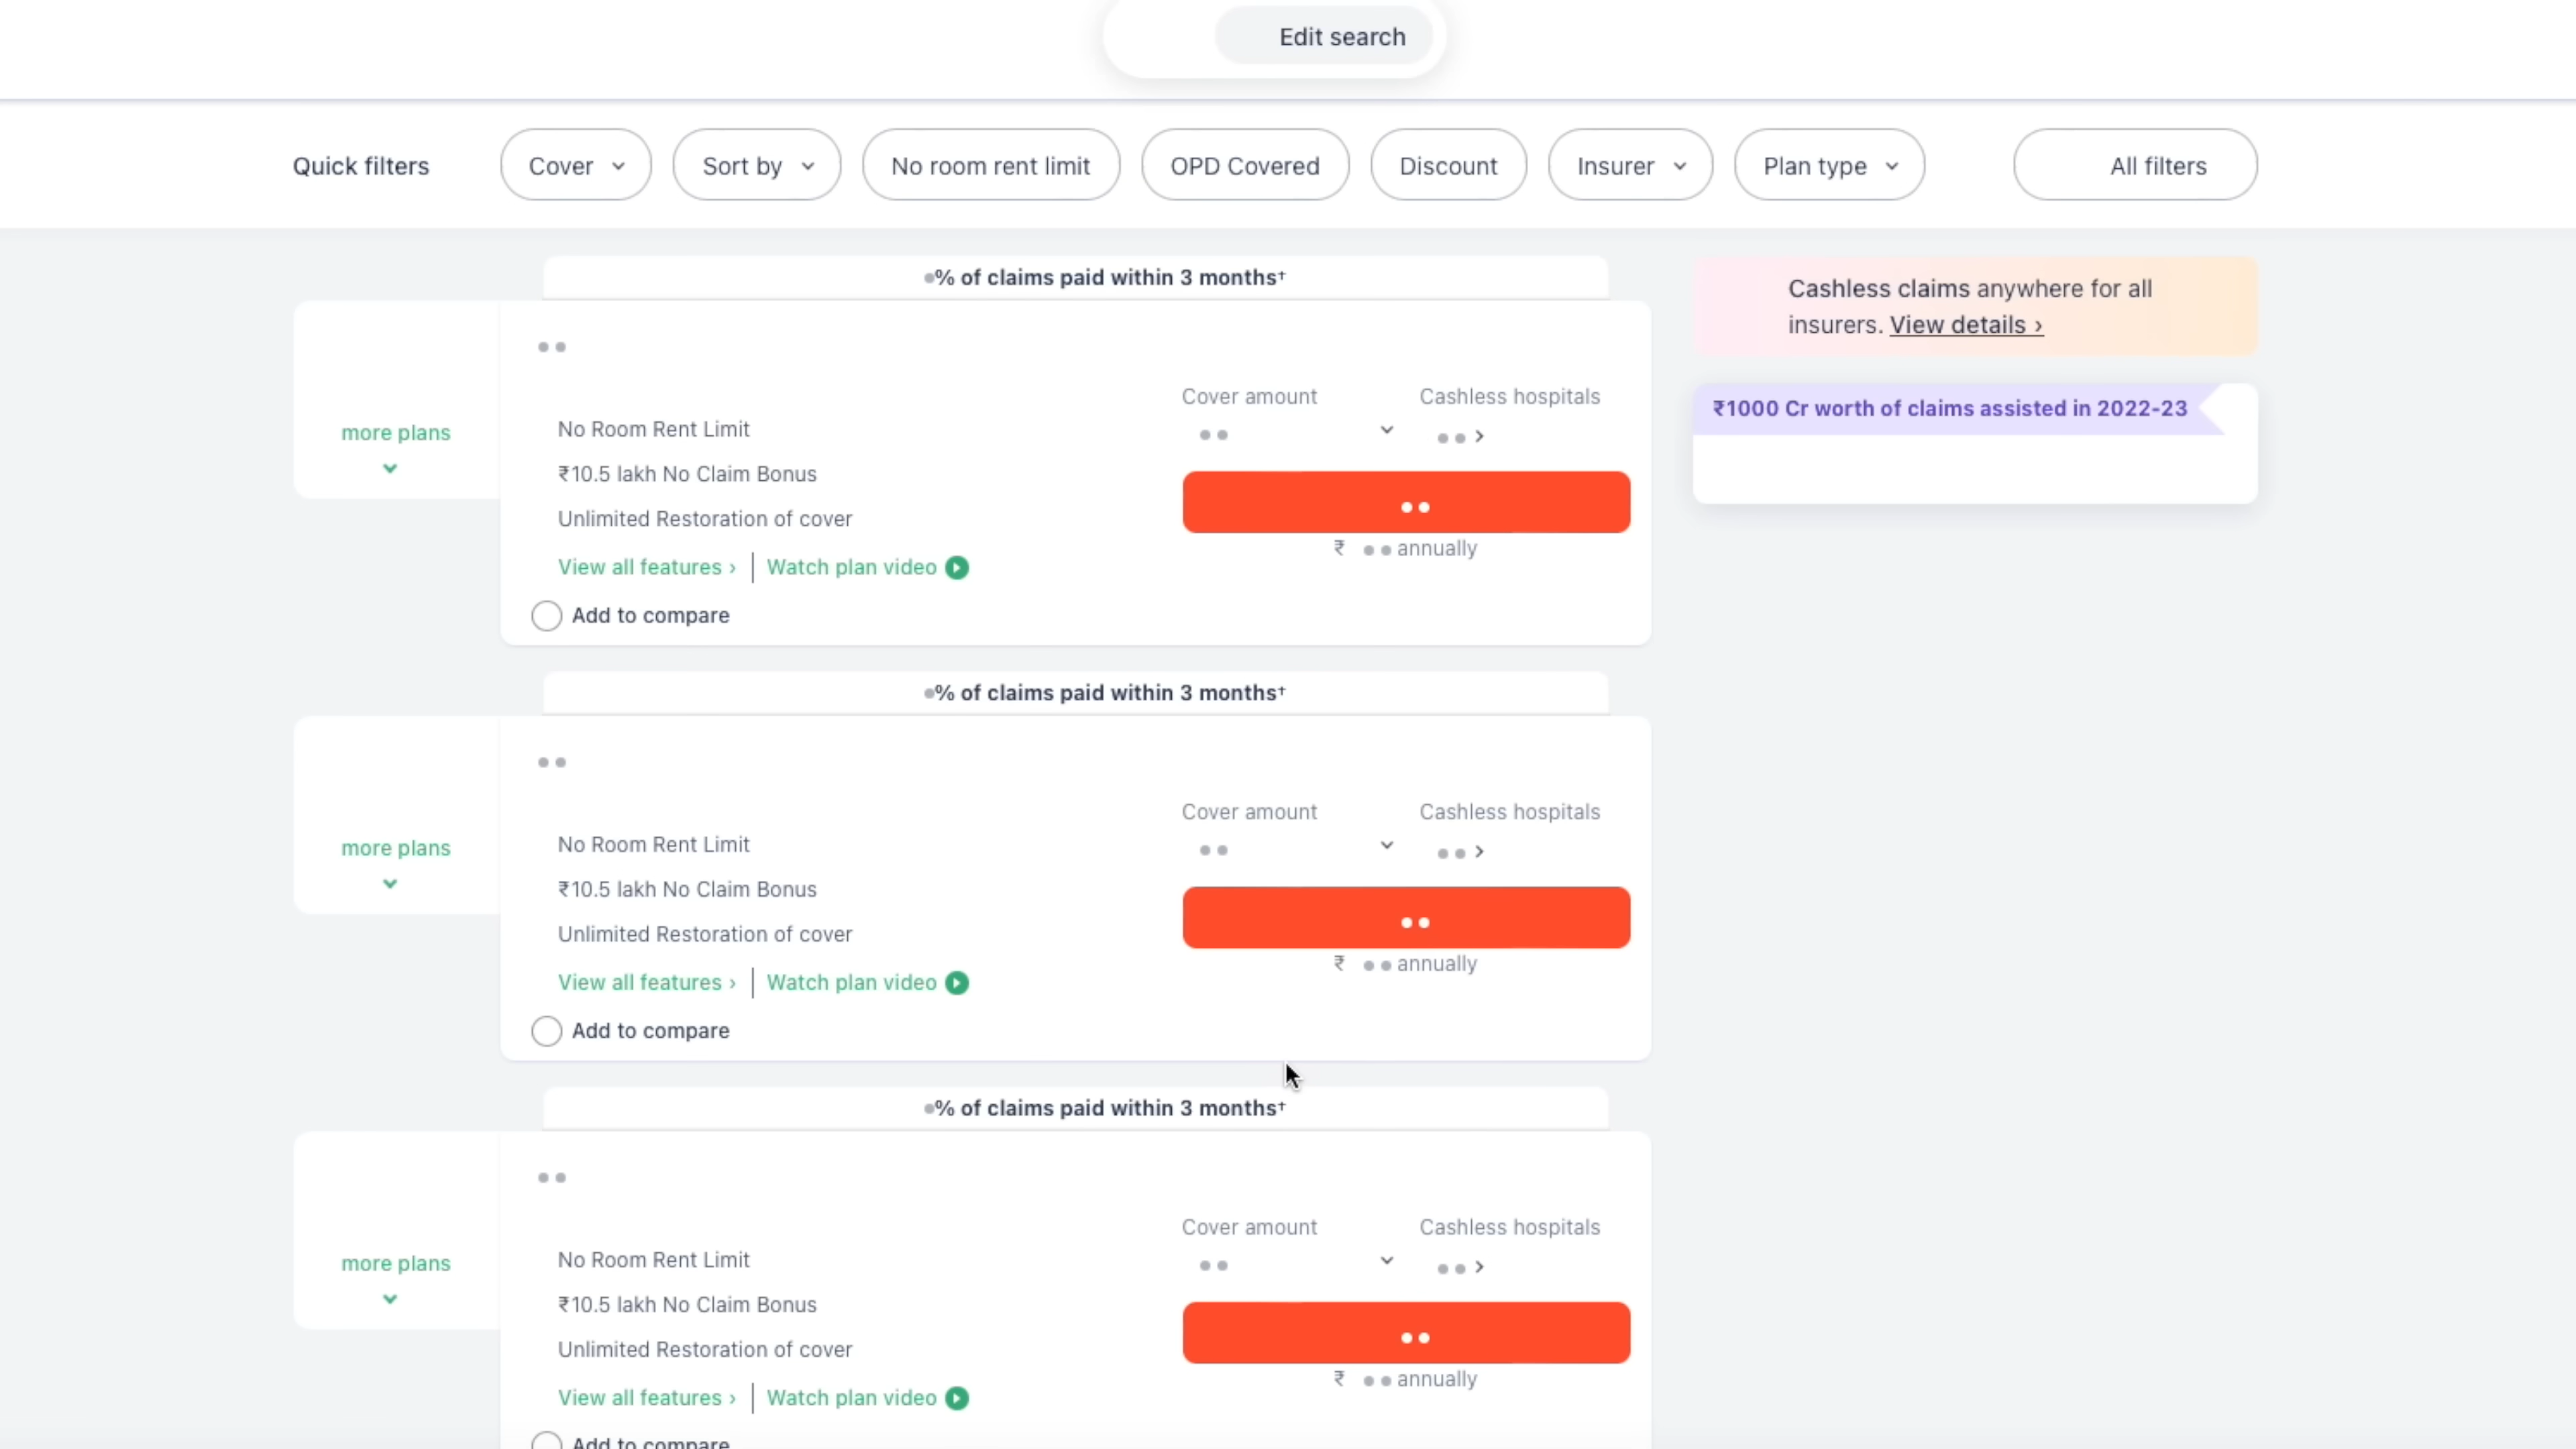 Edit search
Quick filters
Cover
Sort by
No room rent limit
OPD Covered
Discount
Insurer
Plan type
All filters
% of claims paid within 3 months†
more plans
No Room Rent Limit
₹10.5 lakh No Claim Bonus
Unlimited Restoration of cover
View all features › | Watch plan video
Add to compare
Cover amount
Cashless hospitals
₹ annually
Cashless claims anywhere for all
insurers. View details ›
₹1000 Cr worth of claims assisted in 2022-23
% of claims paid within 3 months†
more plans
No Room Rent Limit
₹10.5 lakh No Claim Bonus
Unlimited Restoration of cover
View all features › | Watch plan video
Add to compare
Cover amount
Cashless hospitals
₹ annually
% of claims paid within 3 months†
more plans
No Room Rent Limit
₹10.5 lakh No Claim Bonus
Unlimited Restoration of cover
View all features › | Watch plan video
Add to compare
Cover amount
Cashless hospitals
₹ annually